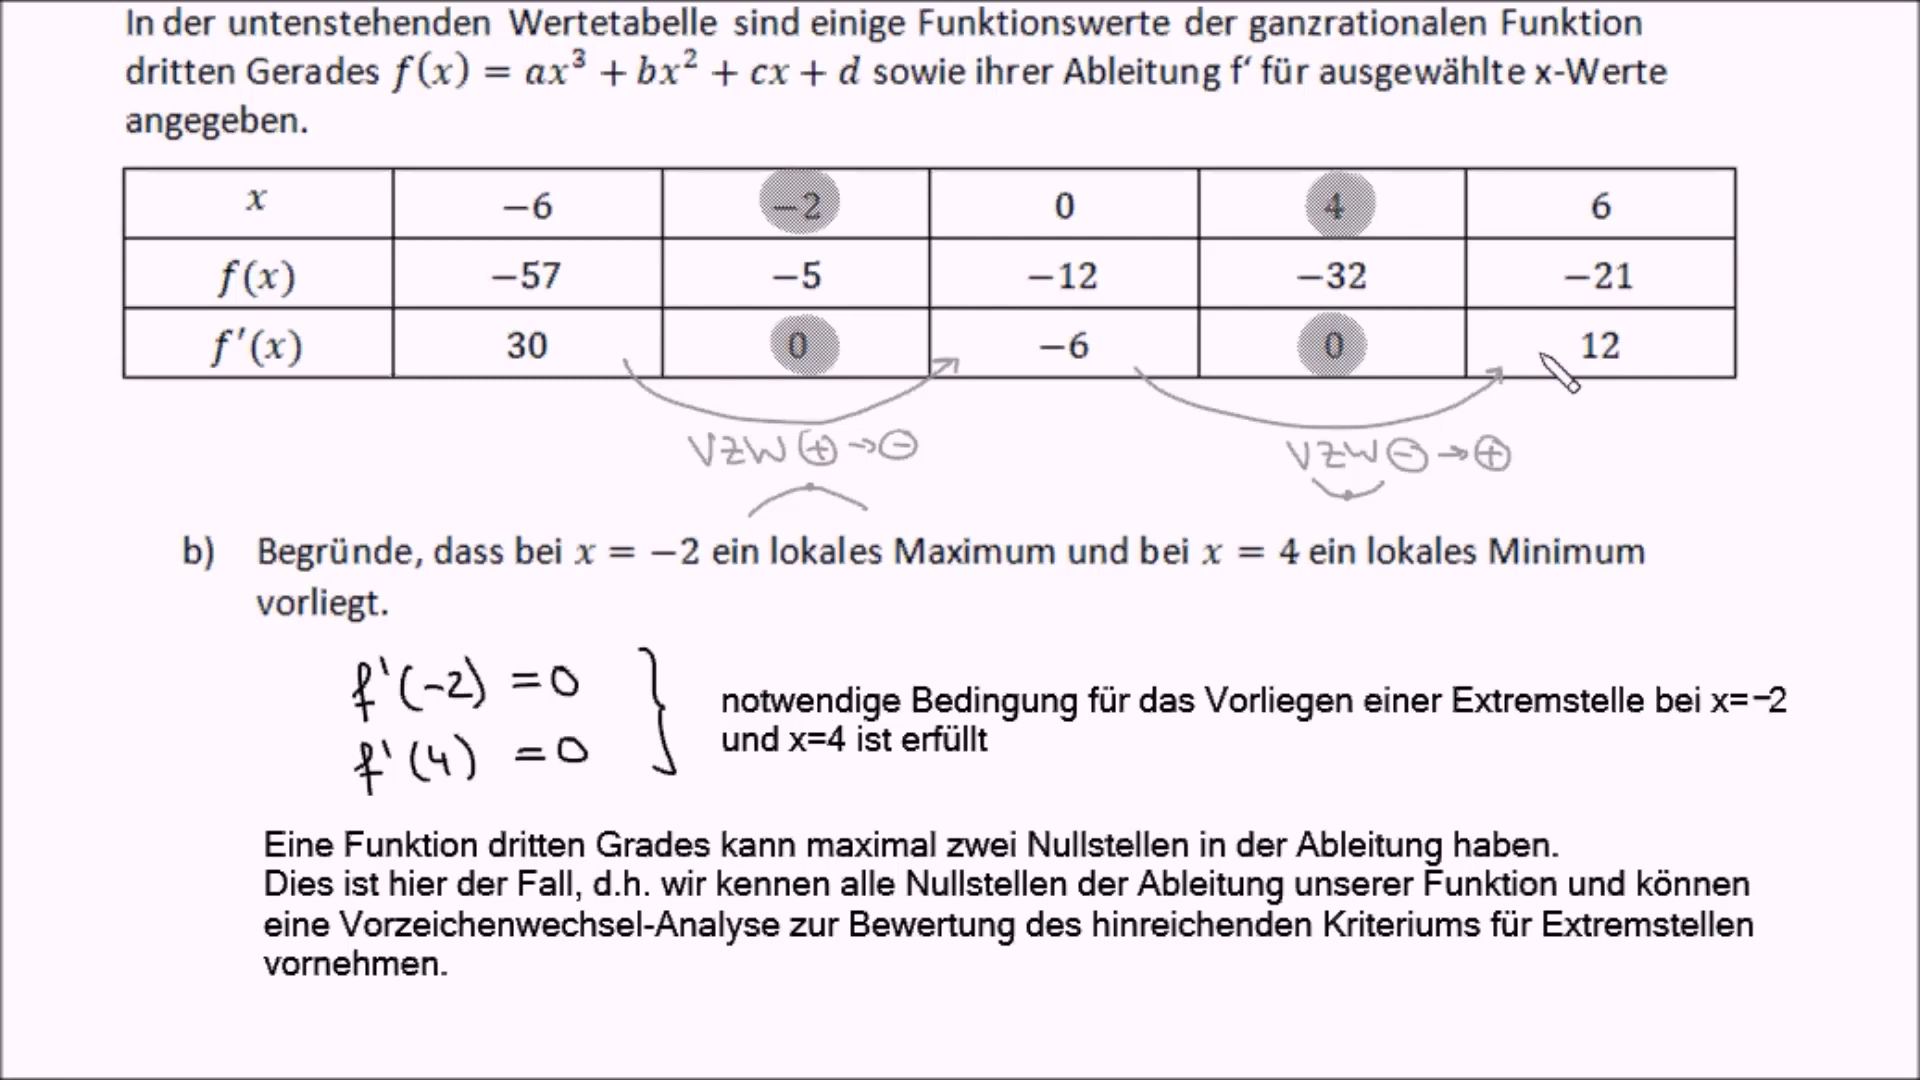 In der untenstehenden Wertetabelle sind einige Funktionswerte der ganzrationalen Funktion
dritten Gerades f(x) = ax³ + bx² + cx + d sowie ihrer Ableitung f‘ für ausgewählte x-Werte
angegeben.
x −6 −2 0 4 6
f(x) −57 −5 −12 −32 −21
f′(x) 30 0 −6 0 12
VZW ⊕ → ⊖ VZW ⊖ → ⊕
b) Begründe, dass bei x = −2 ein lokales Maximum und bei x = 4 ein lokales Minimum
vorliegt.
f'(-2) = 0
f'(4) = 0
notwendige Bedingung für das Vorliegen einer Extremstelle bei x=-2
und x=4 ist erfüllt
Eine Funktion dritten Grades kann maximal zwei Nullstellen in der Ableitung haben.
Dies ist hier der Fall, d.h. wir kennen alle Nullstellen der Ableitung unserer Funktion und können
eine Vorzeichenwechsel-Analyse zur Bewertung des hinreichenden Kriteriums für Extremstellen
vornehmen.